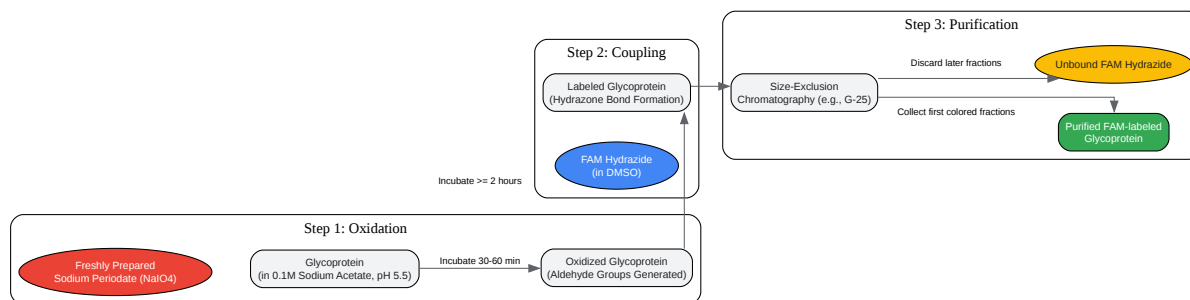 Step 3: Purification
Discard later fractions
Unbound FAM Hydrazide
Size-Exclusion
Chromatography (e.g., G-25)
Collect first colored fractions
Purified FAM-labeled
Glycoprotein
Step 2: Coupling
Labeled Glycoprotein
(Hydrazone Bond Formation)
FAM Hydrazide
(in DMSO)
Incubate >= 2 hours
Step 1: Oxidation
Freshly Prepared
Sodium Periodate (NaIO4)
Glycoprotein
(in 0.1M Sodium Acetate, pH 5.5)
Incubate 30-60 min
Oxidized Glycoprotein
(Aldehyde Groups Generated)